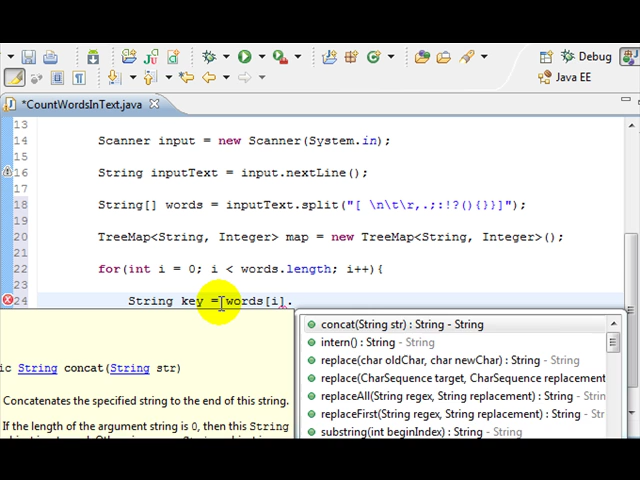 Debug
Java EE
*CountWordsInText.java
13
14 Scanner input = new Scanner(System.in);
15
16 String inputText = input.nextLine();
17
18 String[] words = inputText.split("[ \n\t\r,.;:!?(){}}]");
19
20 TreeMap<String, Integer> map = new TreeMap<String, Integer>();
21
22 for(int i = 0; i < words.length; i++){
23
24 String key = words[i].
ic String concat(String str)
Concatenates the specified string to the end of this string.
If the length of the argument string is 0, then this String
concat(String str) : String - String
intern() : String - String
replace(char oldChar, char newChar) : String - String
replace(CharSequence target, CharSequence replacement
replaceAll(String regex, String replacement) : String - String
replaceFirst(String regex, String replacement) : String - String
substring(int beginIndex) : String - String